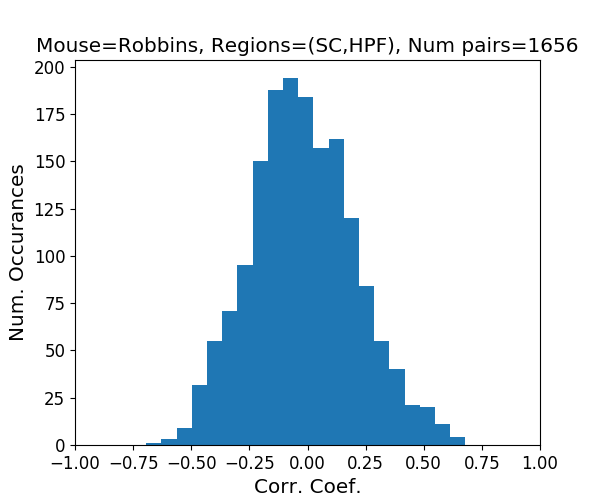 Mouse=Robbins, Regions=(SC,HPF), Num pairs=1656
200
175
150
125
100
75
50
25
0
Num. Occurances
−1.00 −0.75 −0.50 −0.25 0.00 0.25 0.50 0.75 1.00
Corr. Coef.